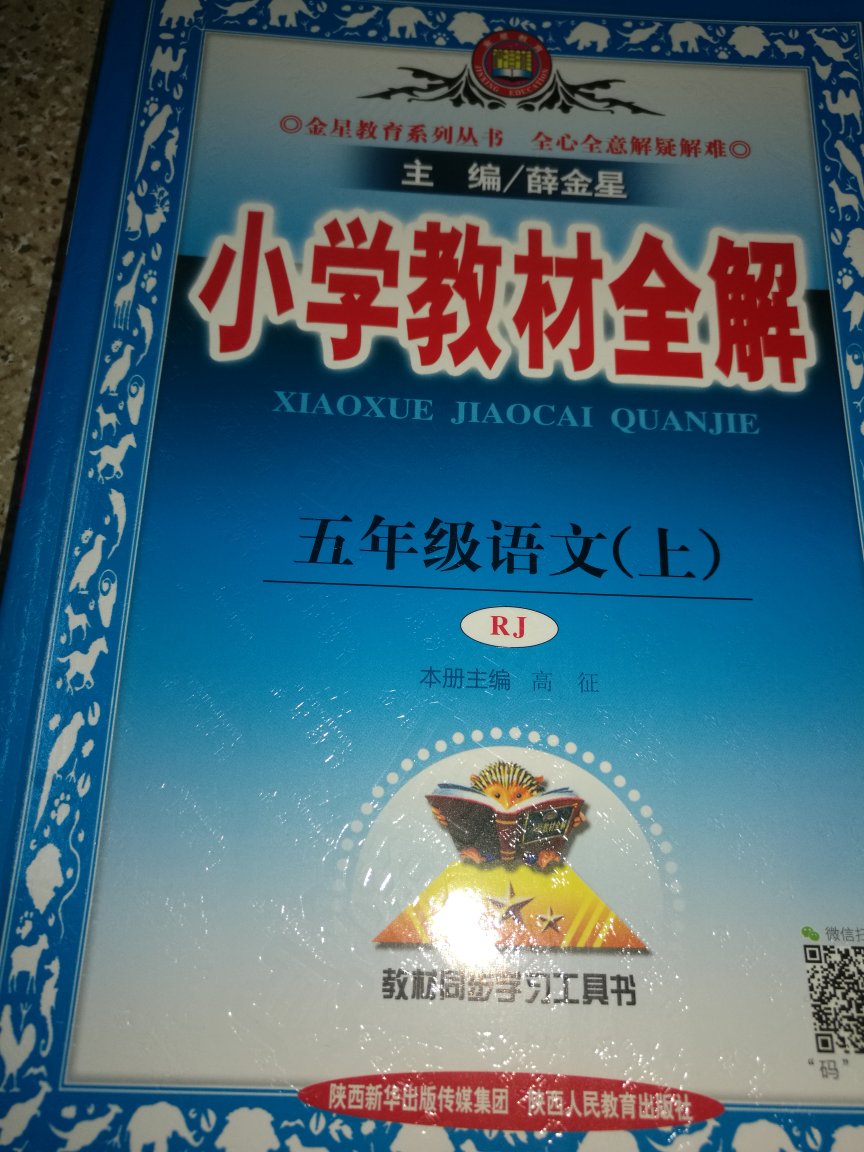 JINXING EDUCATION
◎金星教育系列丛书 全心全意解疑解难◎
主 编/薛金星
小学教材全解
XIAOXUE JIAOCAI QUANJIE
五年级语文(上)
RJ
本册主编 高 征
教材同步学习工具书
微信扫
“码”
陕西新华出版传媒集团 陕西人民教育出版社